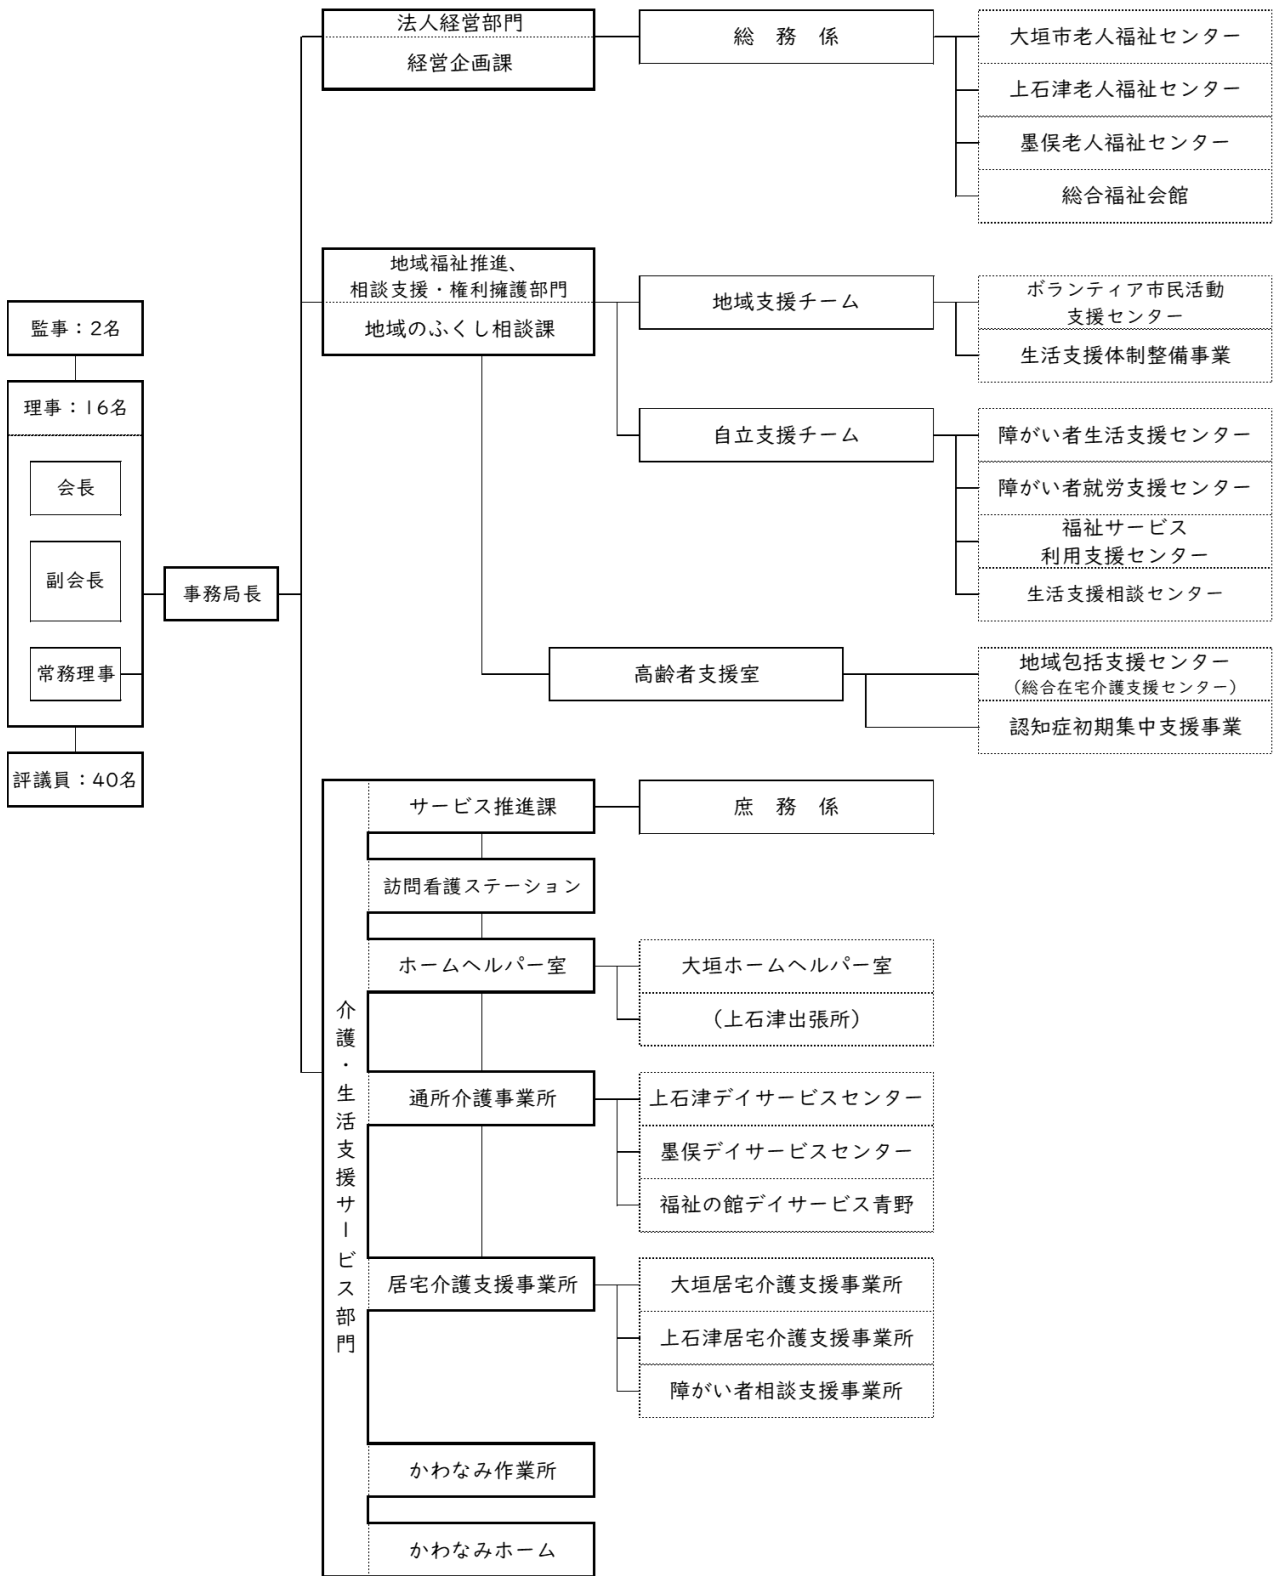 監事：2名
理事：16名
会長
副会長
常務理事
評議員：40名
事務局長
法人経営部門
経営企画課
総　務　係
大垣市老人福祉センター
上石津老人福祉センター
墨俣老人福祉センター
総合福祉会館
地域福祉推進、
相談支援・権利擁護部門
地域のふくし相談課
地域支援チーム
ボランティア市民活動
支援センター
生活支援体制整備事業
自立支援チーム
障がい者生活支援センター
障がい者就労支援センター
福祉サービス
利用支援センター
生活支援相談センター
高齢者支援室
地域包括支援センター
（総合在宅介護支援センター）
認知症初期集中支援事業
介護・生活支援サービス部門
サービス推進課
庶　務　係
訪問看護ステーション
ホームヘルパー室
大垣ホームヘルパー室
（上石津出張所）
通所介護事業所
上石津デイサービスセンター
墨俣デイサービスセンター
福祉の館デイサービス青野
居宅介護支援事業所
大垣居宅介護支援事業所
上石津居宅介護支援事業所
障がい者相談支援事業所
かわなみ作業所
かわなみホーム